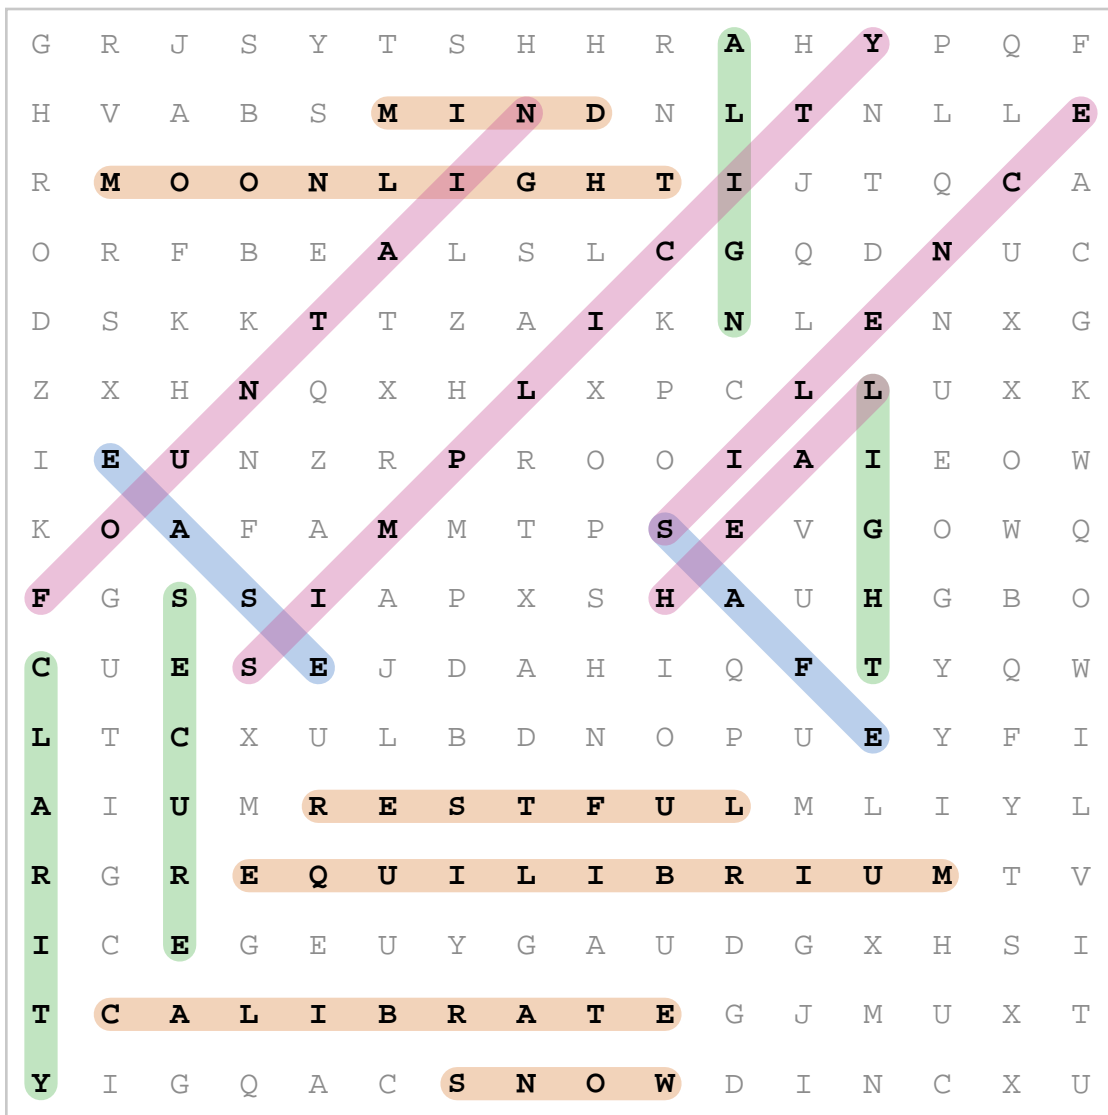 G R J S Y T S H H R A H Y P Q F
H V A B S M I N D N L T N L L E
R M O O N L I G H T I J T Q C A
O R F B E A L S L C G Q D N U C
D S K K T T Z A I K N L E N X G
Z X H N Q X H L X P C L L U X K
I E U N Z R P R O O I A I E O W
K O A F A M M T P S E V G O W Q
F G S S I A P X S H A U H G B O
C U E S E J D A H I Q F T Y Q W
L T C X U L B D N O P U E Y F I
A I U M R E S T F U L M L I Y L
R G R E Q U I L I B R I U M T V
I C E G E U Y G A U D G X H S I
T C A L I B R A T E G J M U X T
Y I G Q A C S N O W D I N C X U